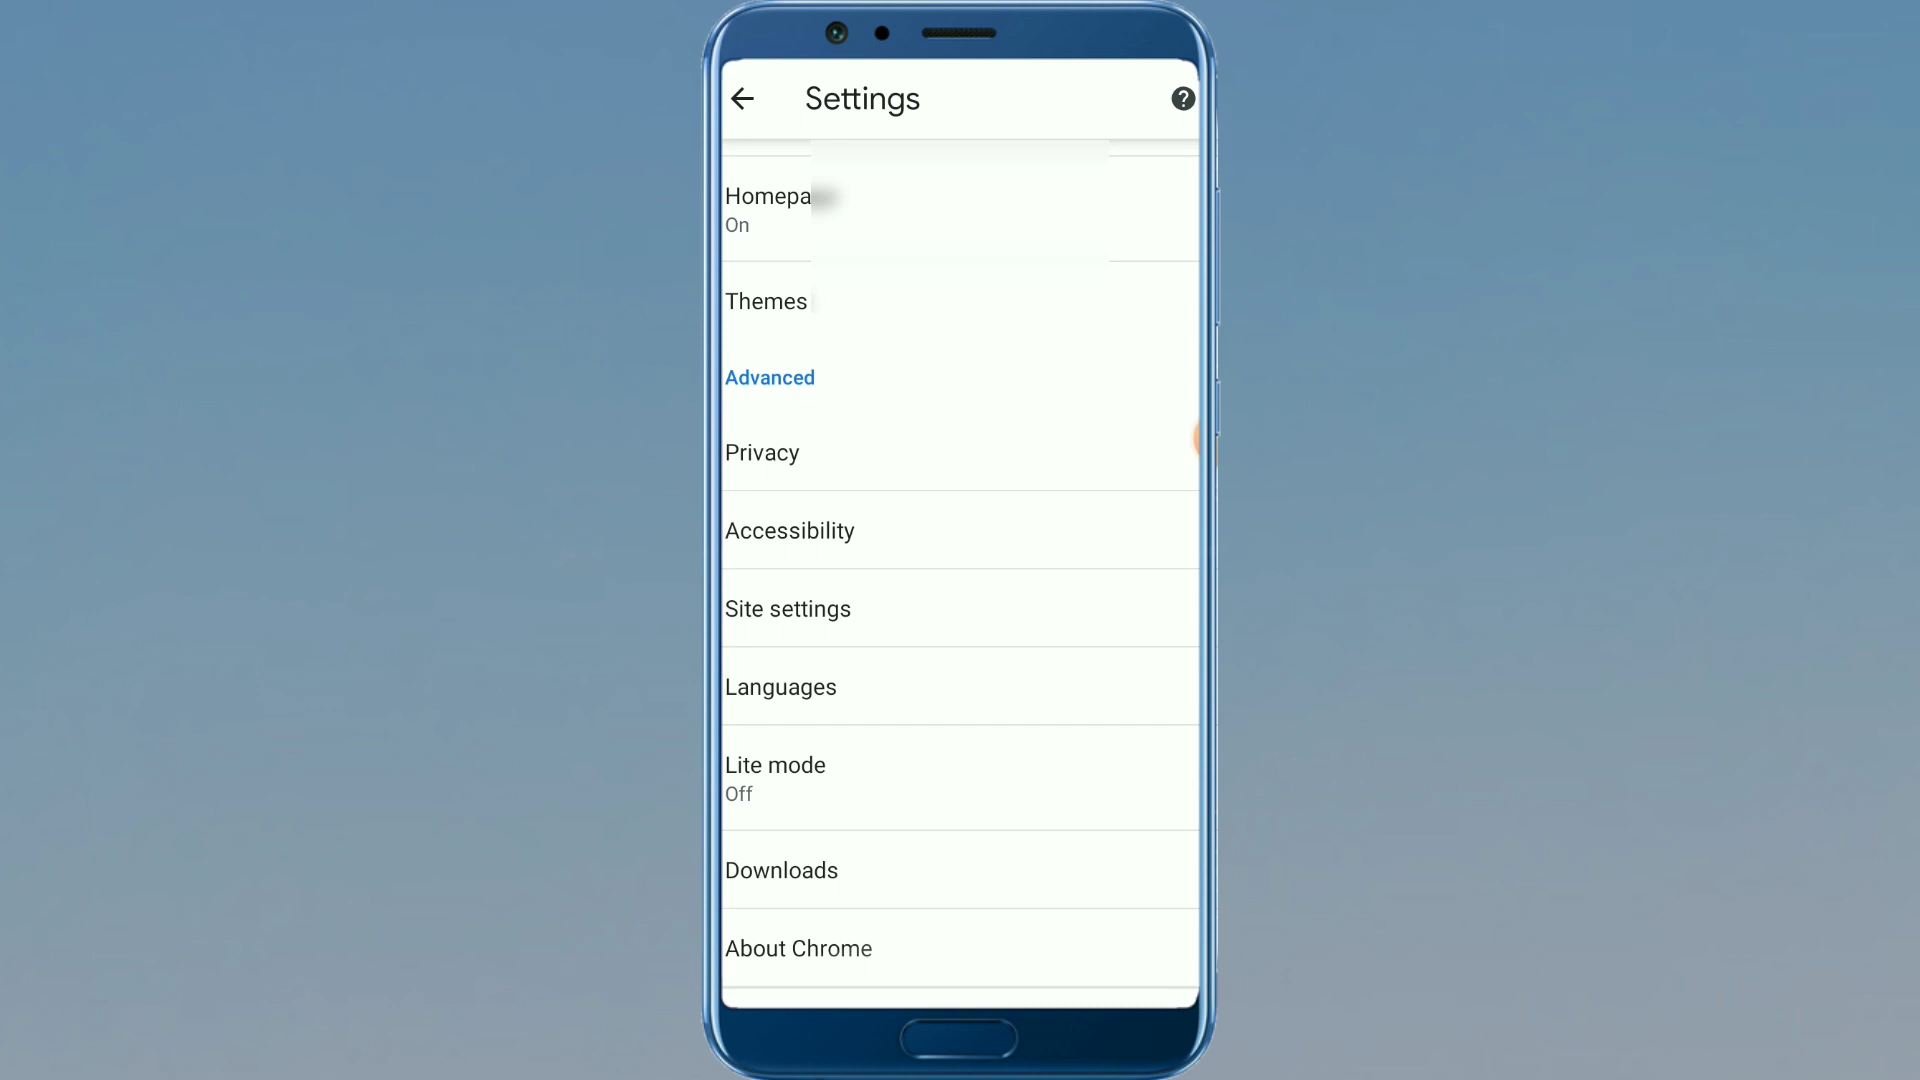 Settings
Homepa
On
Themes
Advanced
Privacy
Accessibility
Site settings
Languages
Lite mode
Off
Downloads
About Chrome